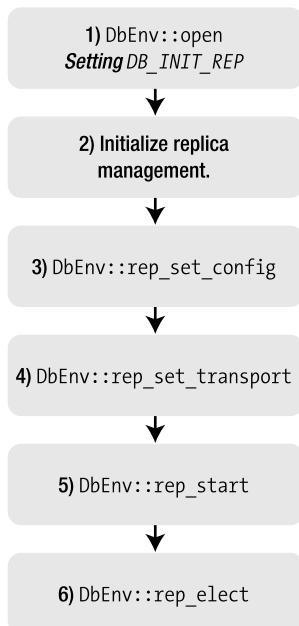 1) DbEnv::open
Setting DB_INIT_REP
2) Initialize replica
management.
3) DbEnv::rep_set_config
4) DbEnv::rep_set_transport
5) DbEnv::rep_start
6) DbEnv::rep_elect